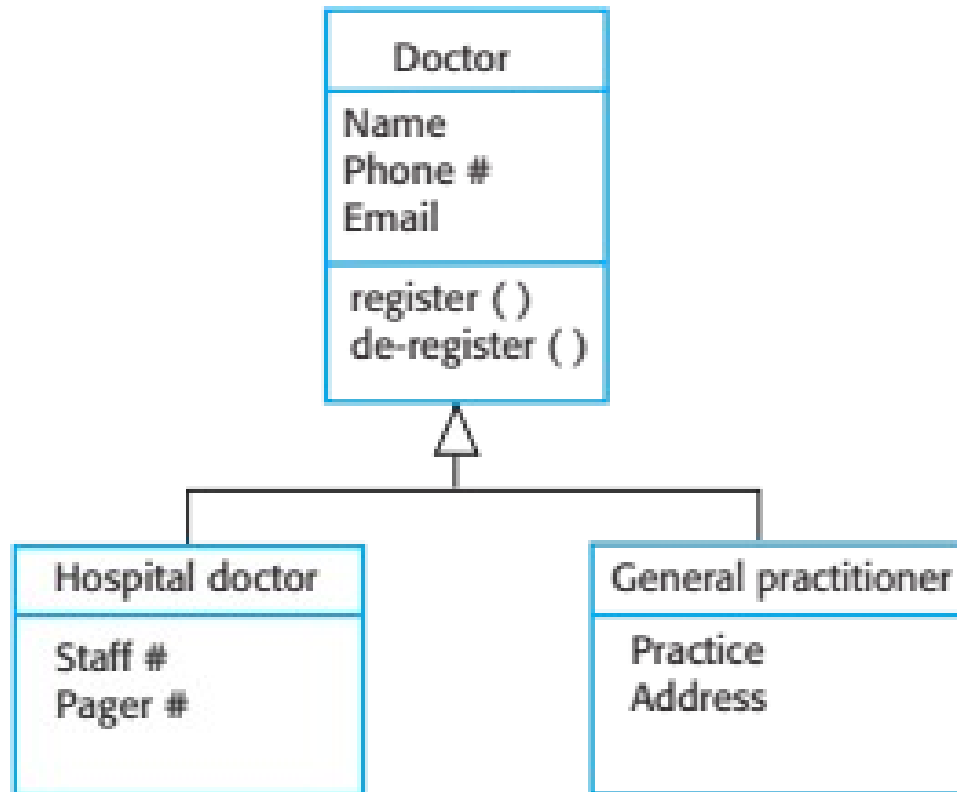 Doctor
Name
Phone #
Email
register ( )
de-register ( )
Hospital doctor
Staff #
Pager #
General practitioner
Practice
Address